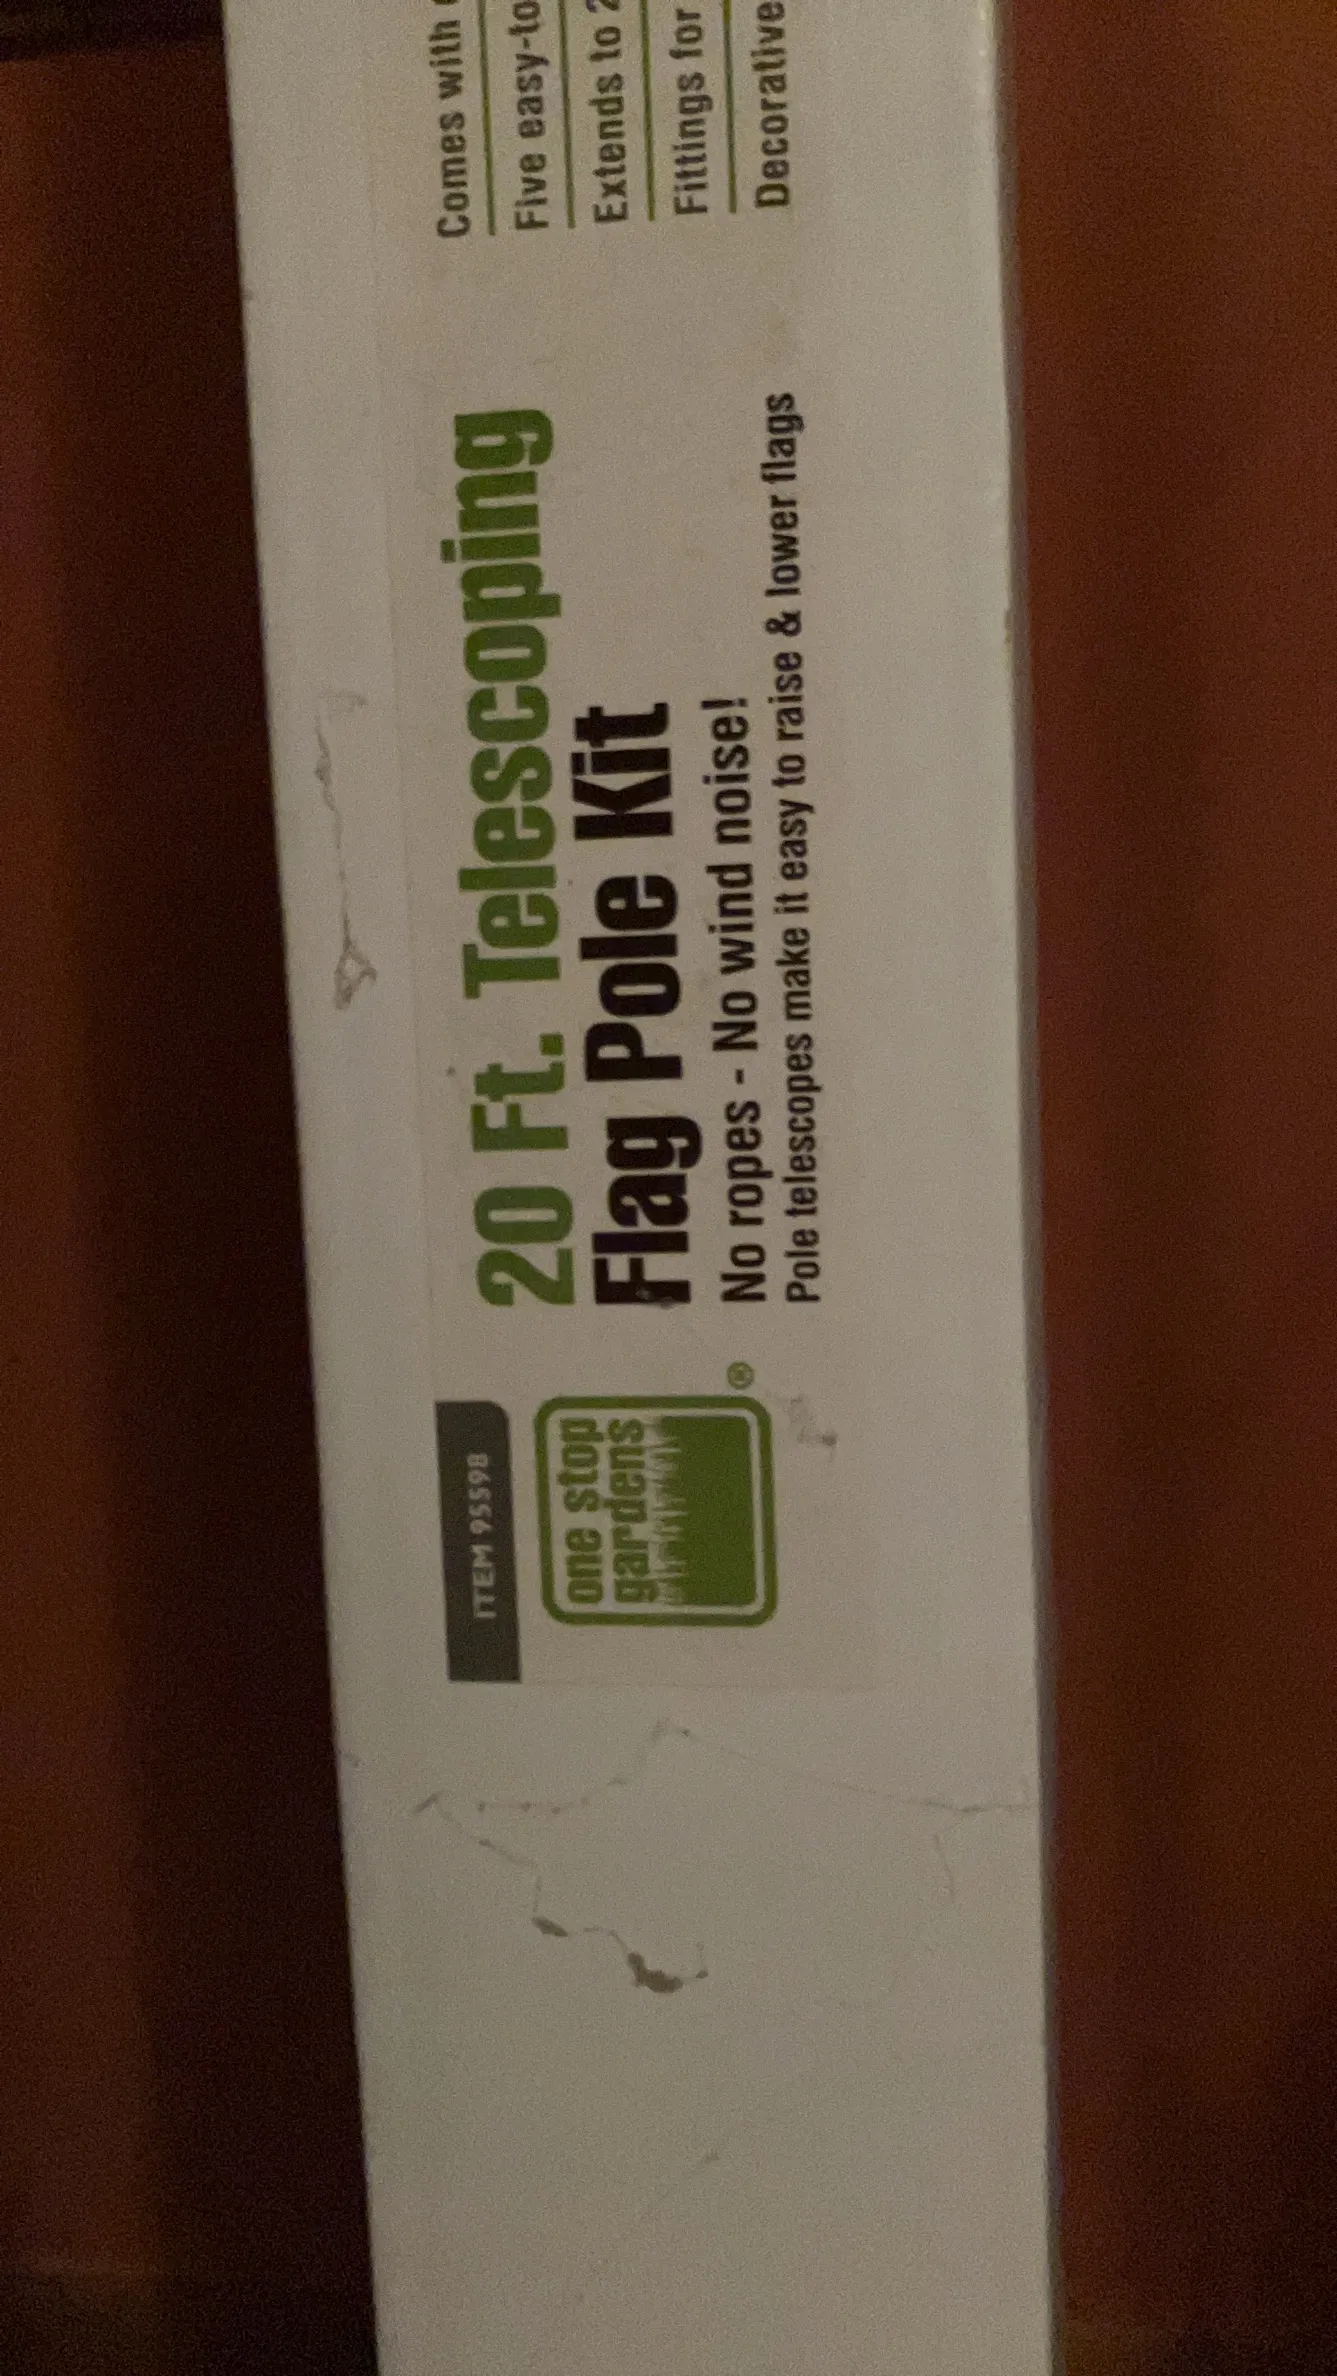 ITEM 95598
one stop
gardens
®
20 Ft. Telescoping
Flag Pole Kit
No ropes - No wind noise!
Pole telescopes make it easy to raise & lower flags
Comes with
Five easy-to
Extends to 2
Fittings for
Decorative